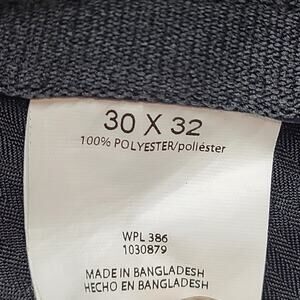 30 X 32
100% POLYESTER/poliéster
WPL 386
1030879
MADE IN BANGLADESH
HECHO EN BANGLADESH